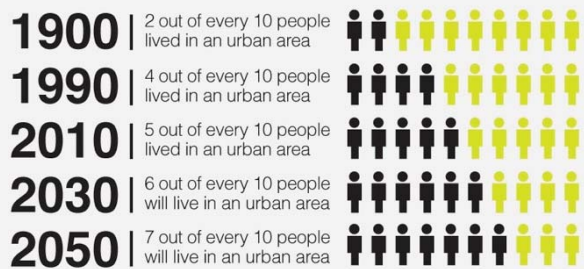 1900 | 2 out of every 10 people
lived in an urban area
1990 | 4 out of every 10 people
lived in an urban area
2010 | 5 out of every 10 people
lived in an urban area
2030 | 6 out of every 10 people
will live in an urban area
2050 | 7 out of every 10 people
will live in an urban area